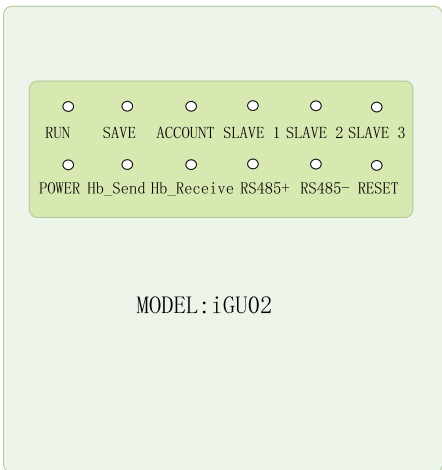 RUN SAVE ACCOUNT SLAVE 1 SLAVE 2 SLAVE 3
POWER Hb_Send Hb_Receive RS485+ RS485- RESET
MODEL:iGU02